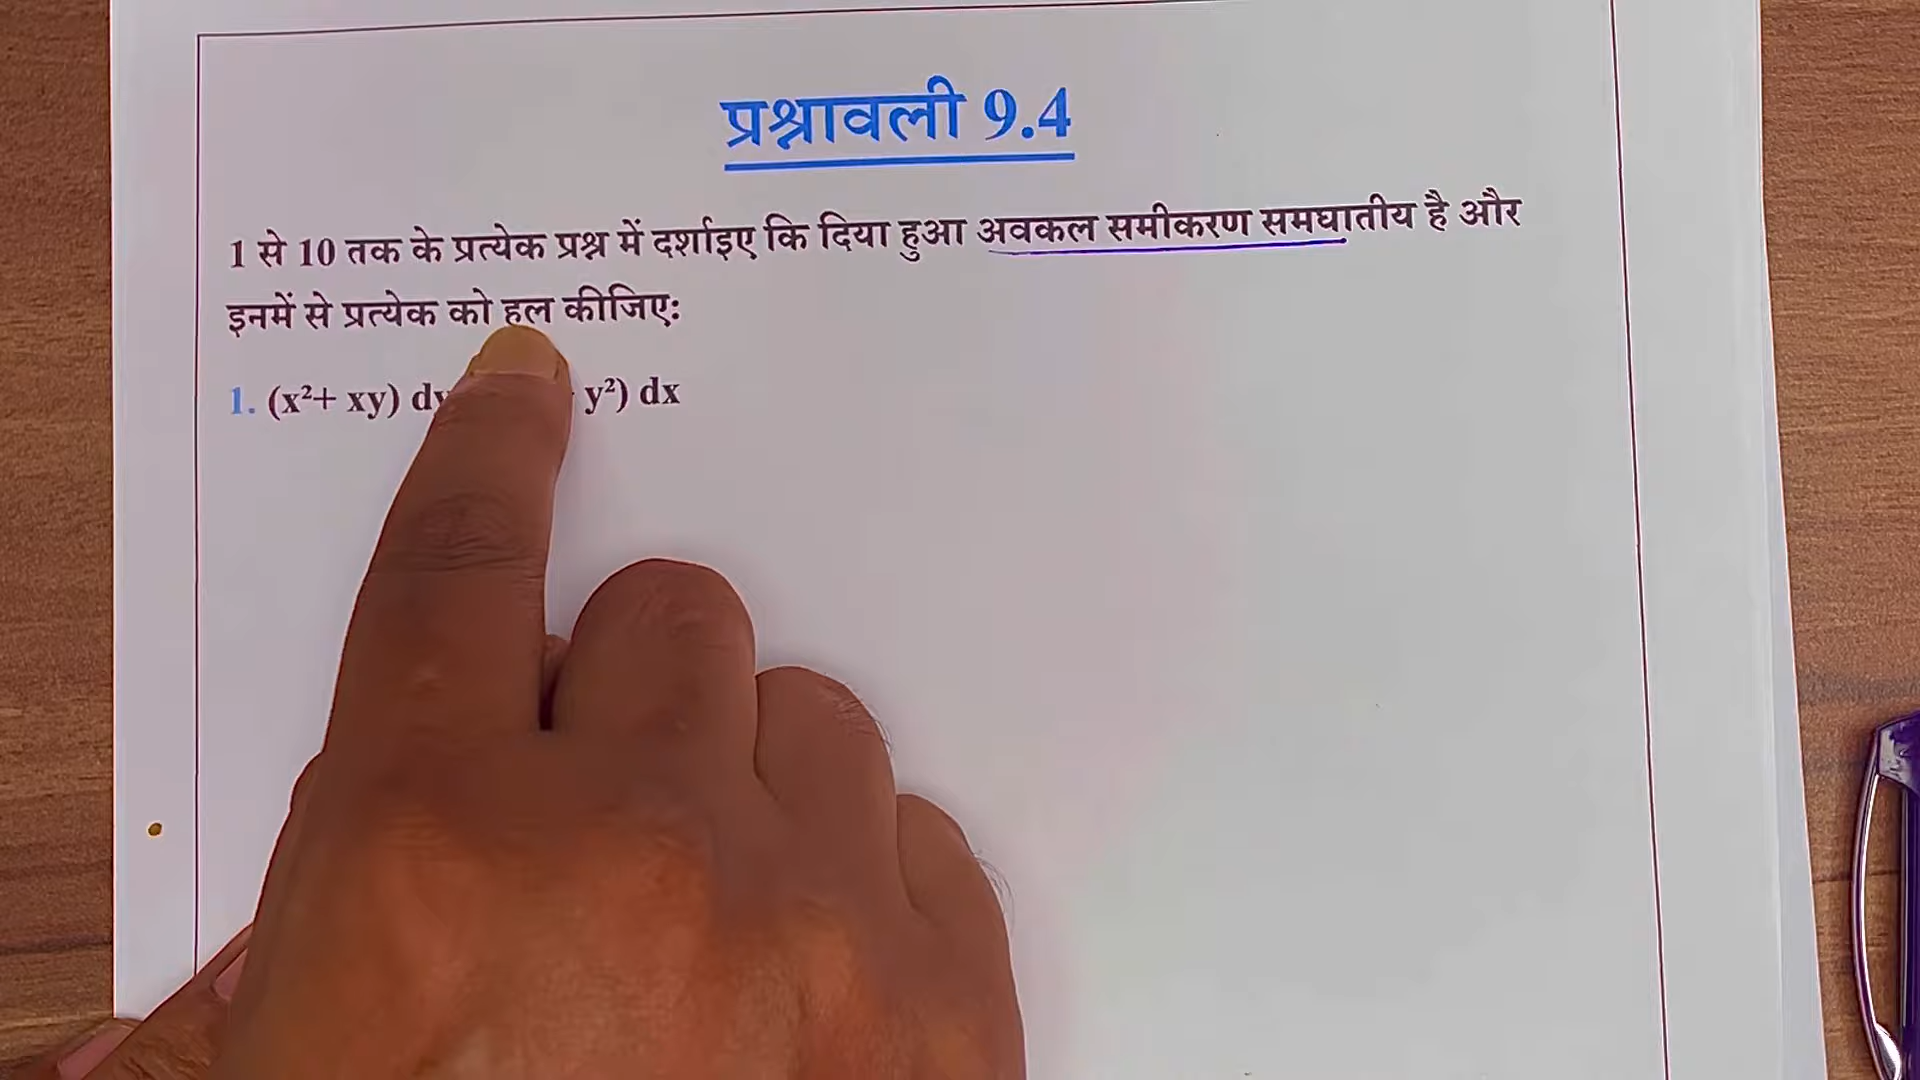 प्रश्नावली 9.4
1 से 10 तक के प्रत्येक प्रश्न में दर्शाइए कि दिया हुआ अवकल समीकरण समघातीय है और
इनमें से प्रत्येक को हल कीजिए:
1. (x²+ xy) dy y²) dx